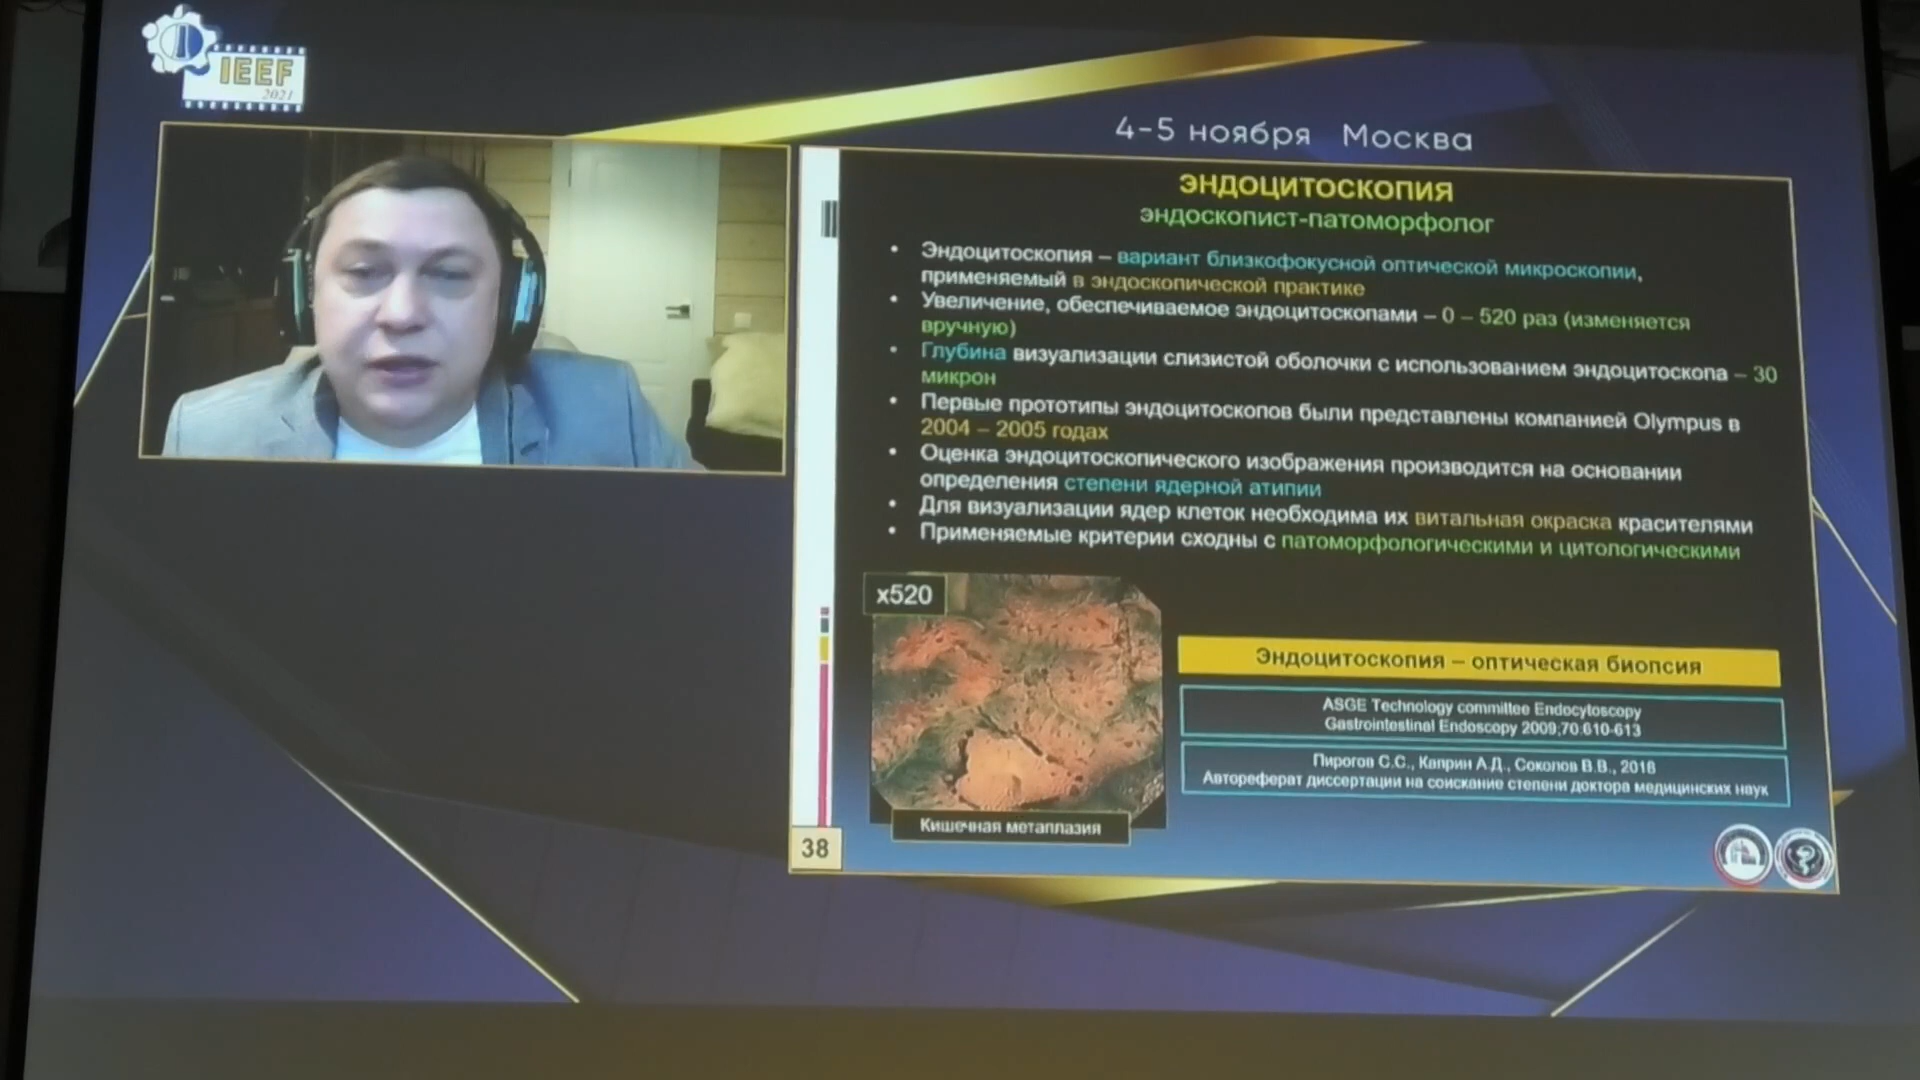 IEEF
2021
4-5 ноября Москва
ЭНДОЦИТОСКОПИЯ
эндоскопист-патоморфолог
• Эндоцитоскопия – вариант близкофокусной оптической микроскопии,
применяемый в эндоскопической практике
• Увеличение, обеспечиваемое эндоцитоскопами – 0 – 520 раз (изменяется
вручную)
• Глубина визуализации слизистой оболочки с использованием эндоцитоскопа – 30
микрон
• Первые прототипы эндоцитоскопов были представлены компанией Olympus в
2004 – 2005 годах
• Оценка эндоцитоскопического изображения производится на основании
определения степени ядерной атипии
• Для визуализации ядер клеток необходима их витальная окраска красителями
• Применяемые критерии сходны с патоморфологическими и цитологическими
x520
Кишечная метаплазия
Эндоцитоскопия – оптическая биопсия
ASGE Technology committee Endocytoscopy
Gastrointestinal Endoscopy 2009;70:610-613
Пирогов С.С., Каприн А.Д., Соколов В.В., 2016
Автореферат диссертации на соискание степени доктора медицинских наук
38